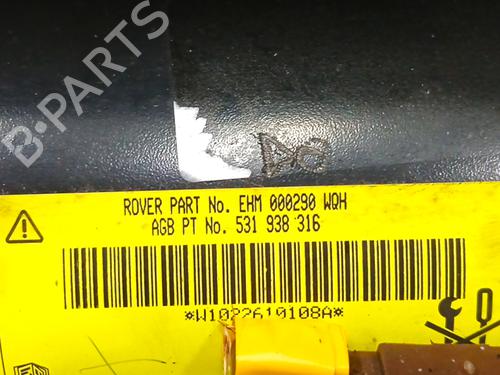 B-PARTS
ROVER PART No. EHM 000290 WQH
AGB PT No. 531 938 316
*W1022610108A*